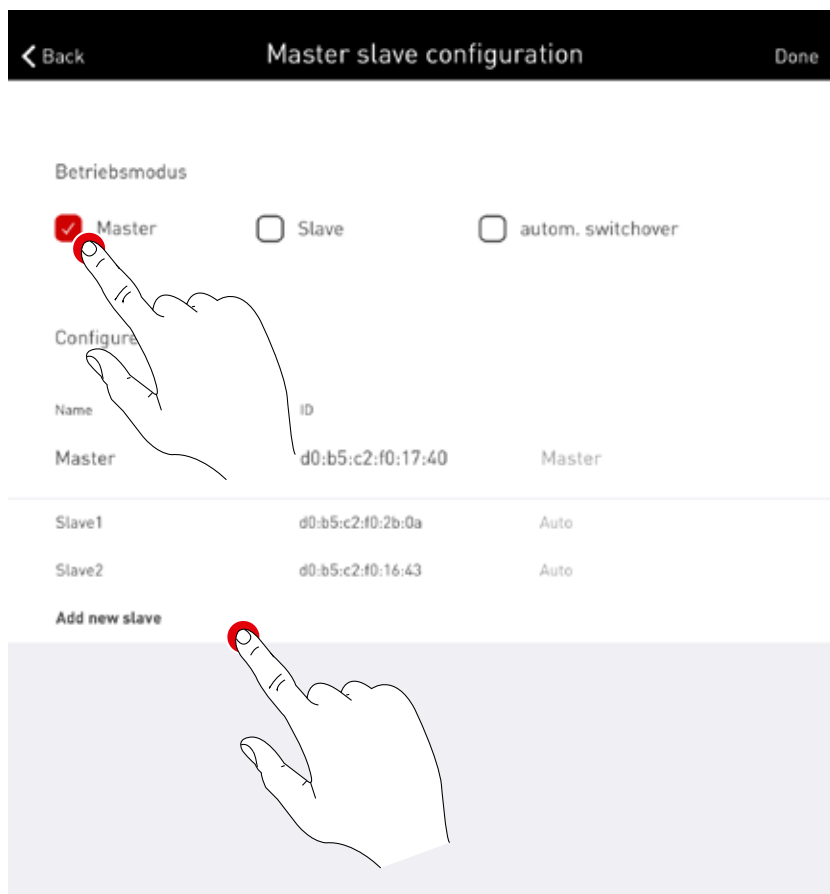 Back Master slave configuration Done
Betriebsmodus
Master Slave autom. switchover
Configure
Name ID
Master d0:b5:c2:f0:17:40 Master
Slave1 d0:b5:c2:f0:2b:0a Auto
Slave2 d0:b5:c2:f0:16:43 Auto
Add new slave